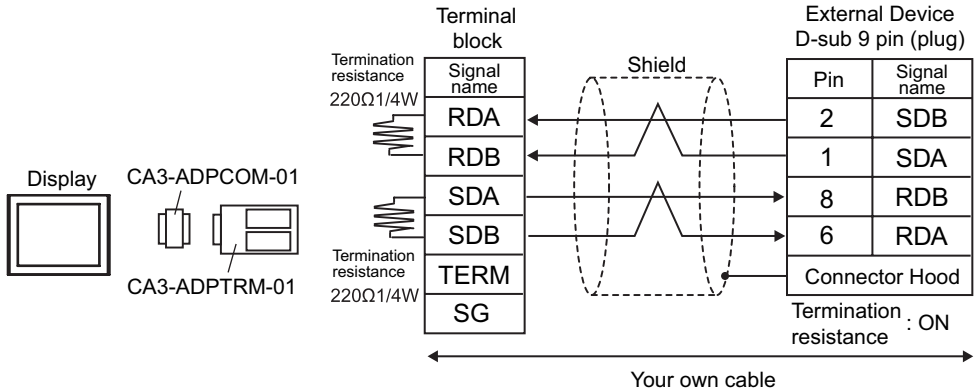 Terminal
block
External Device
D-sub 9 pin (plug)
Termination
resistance
220Ω1/4W
Signal
name
Shield
Pin
Signal
name
RDA
2
SDB
RDB
1
SDA
Display
CA3-ADPCOM-01
SDA
8
RDB
SDB
6
RDA
Termination
resistance
220Ω1/4W
CA3-ADPTRM-01
TERM
Connector Hood
SG
Termination
resistance
: ON
Your own cable